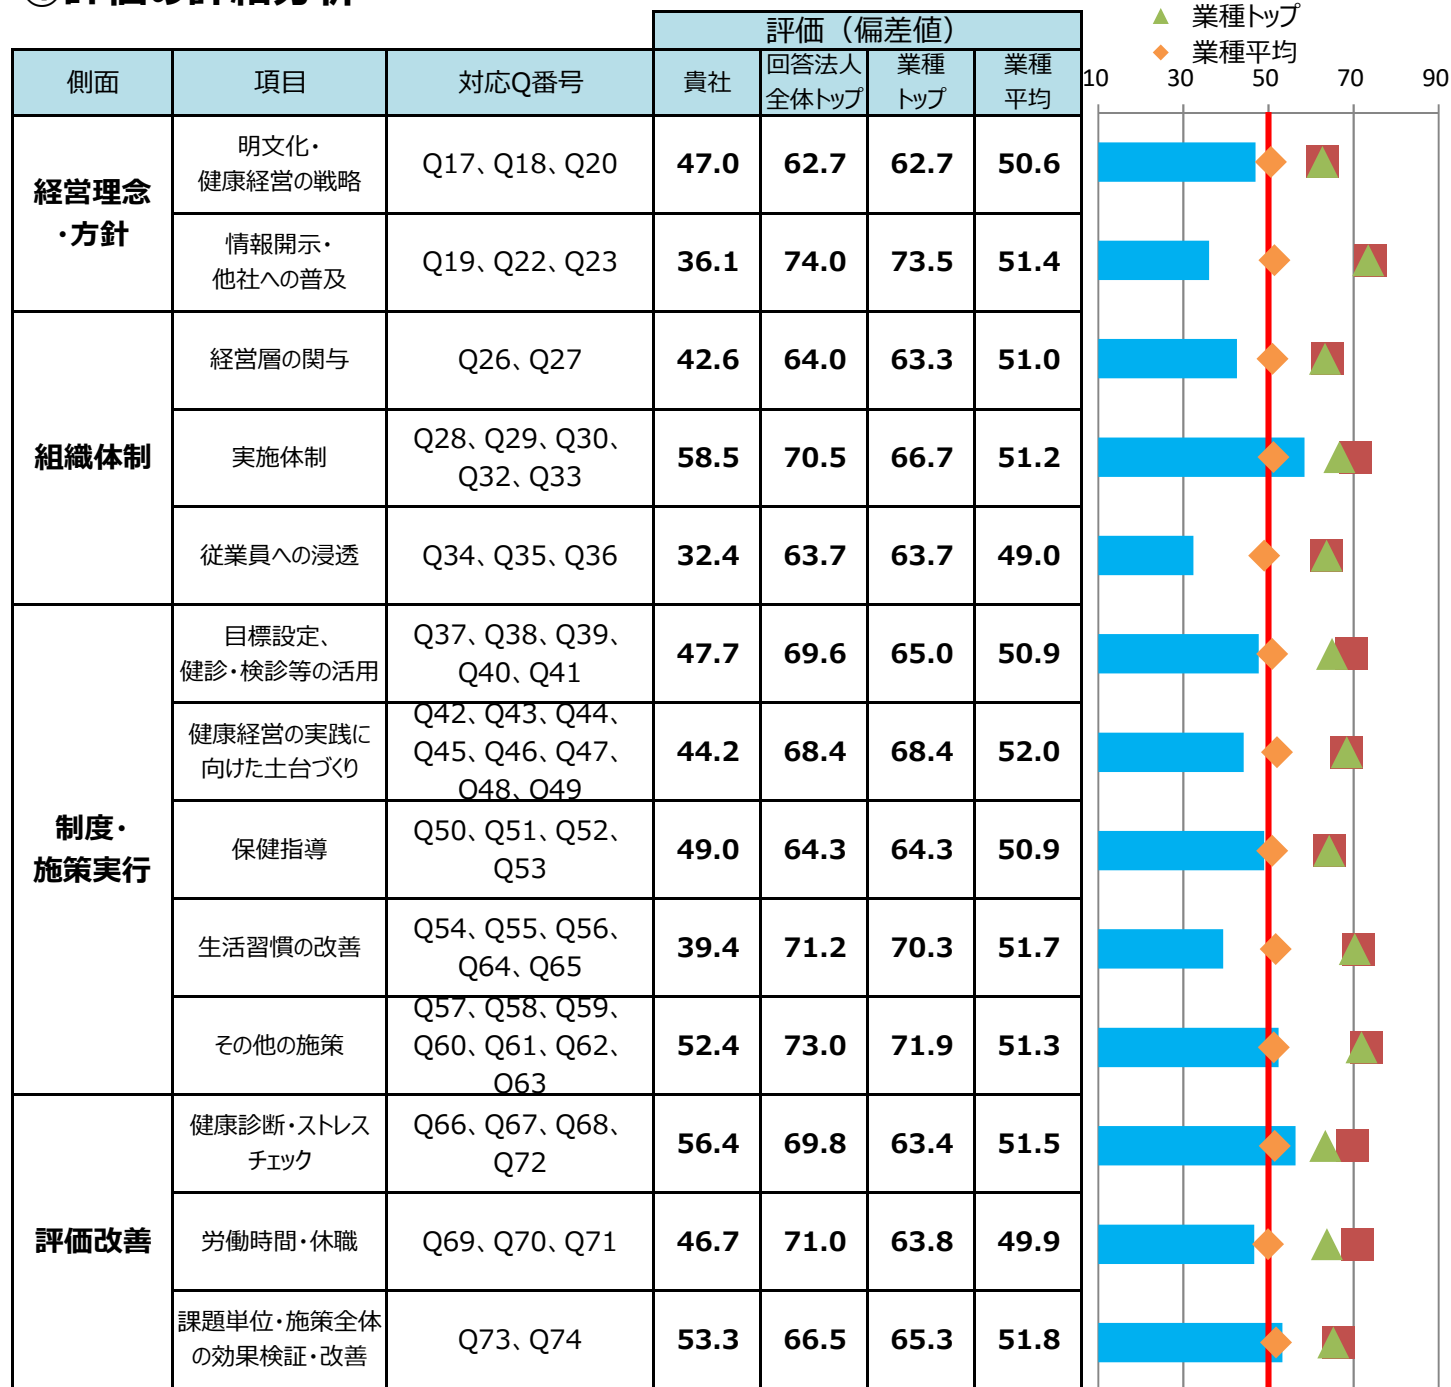 ①評価の詳細分析
▲ 業種トップ
◆ 業種平均
評価（偏差値）
側面 項目 対応Q番号 貴社 回答法人 業種 業種
全体トップ トップ 平均
10 30 50 70 90
経営理念
・方針
明文化・
健康経営の戦略
Q17、Q18、Q20 47.0 62.7 62.7 50.6
情報開示・
他社への普及
Q19、Q22、Q23 36.1 74.0 73.5 51.4
組織体制
経営層の関与 Q26、Q27 42.6 64.0 63.3 51.0
実施体制
Q28、Q29、Q30、
Q32、Q33
58.5 70.5 66.7 51.2
従業員への浸透 Q34、Q35、Q36 32.4 63.7 63.7 49.0
制度・
施策実行
目標設定、
健診・検診等の活用
Q37、Q38、Q39、
Q40、Q41
47.7 69.6 65.0 50.9
健康経営の実践に
向けた土台づくり
Q42、Q43、Q44、
Q45、Q46、Q47、
Q48、Q49
44.2 68.4 68.4 52.0
保健指導
Q50、Q51、Q52、
Q53
49.0 64.3 64.3 50.9
生活習慣の改善
Q54、Q55、Q56、
Q64、Q65
39.4 71.2 70.3 51.7
その他の施策
Q57、Q58、Q59、
Q60、Q61、Q62、
Q63
52.4 73.0 71.9 51.3
評価改善
健康診断・ストレス
チェック
Q66、Q67、Q68、
Q72
56.4 69.8 63.4 51.5
労働時間・休職 Q69、Q70、Q71 46.7 71.0 63.8 49.9
課題単位・施策全体
の効果検証・改善
Q73、Q74 53.3 66.5 65.3 51.8